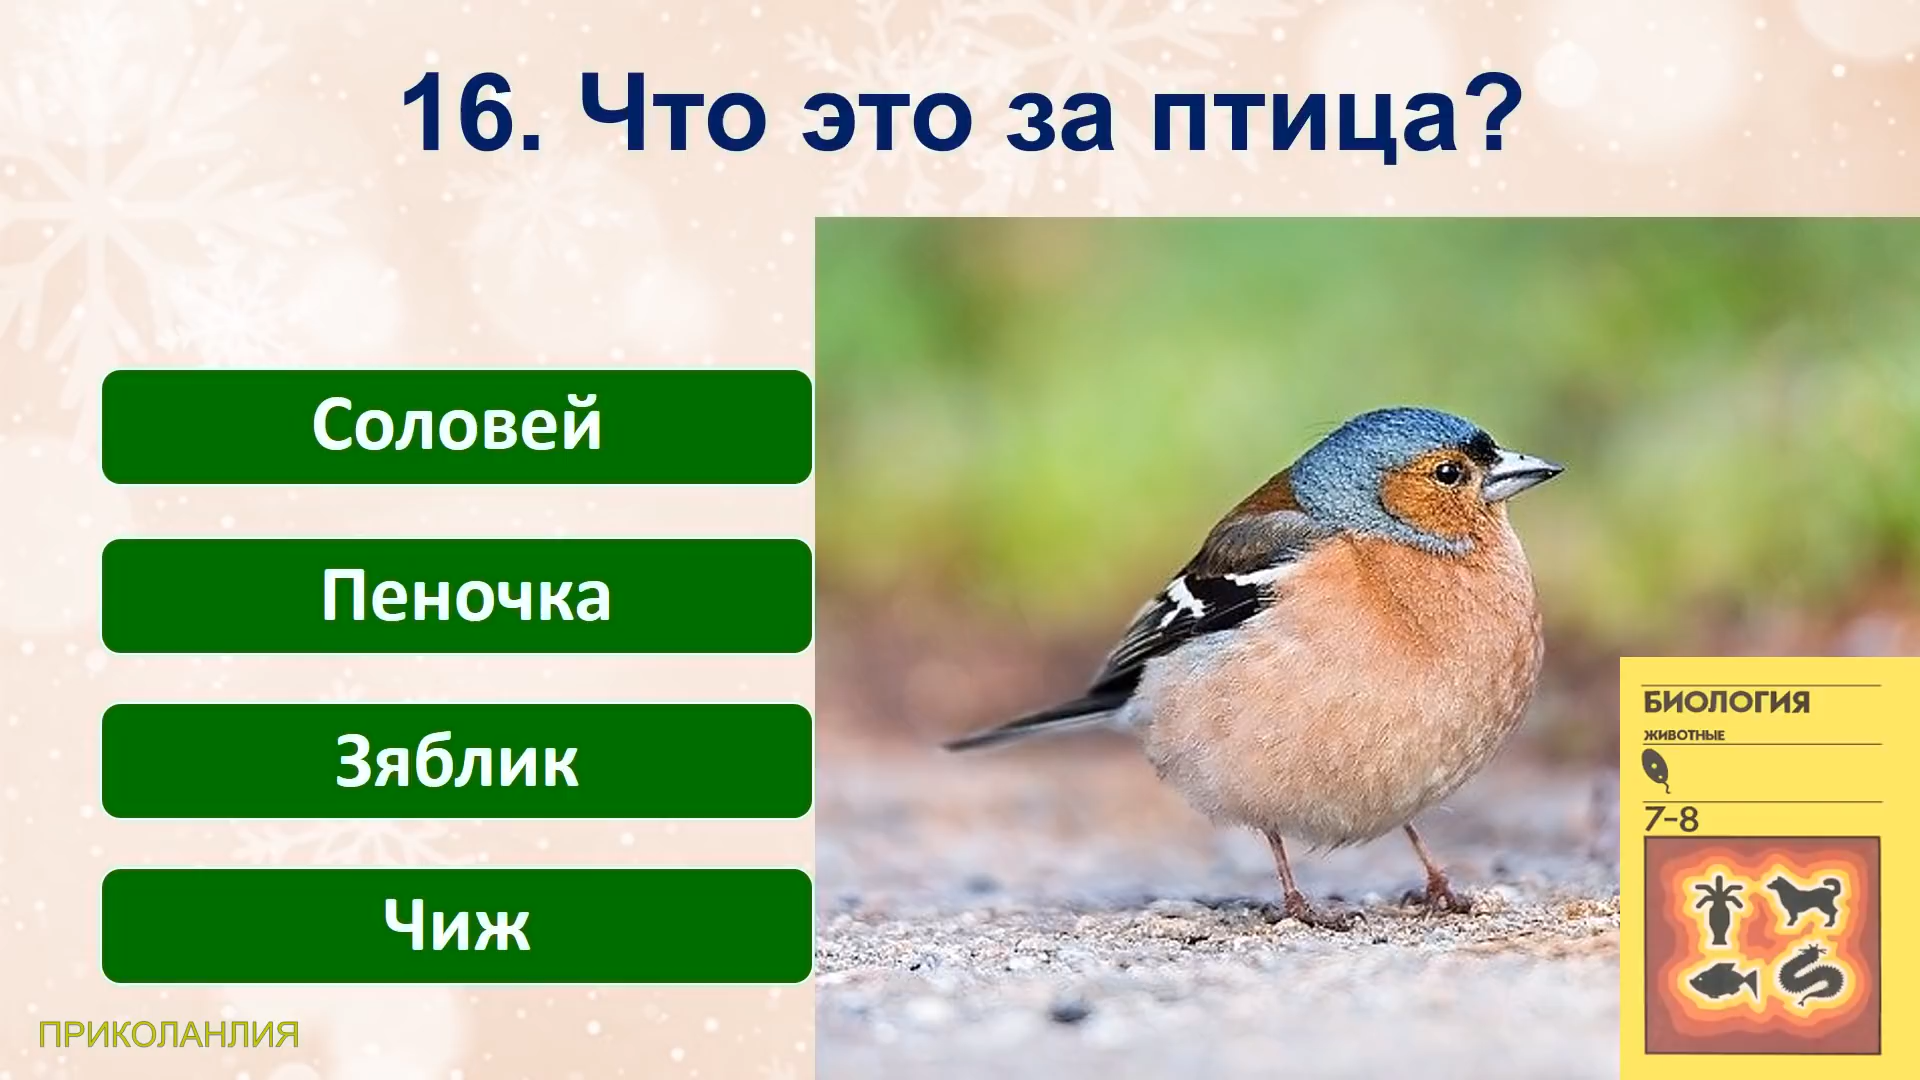 16. Что это за птица?
Соловей
Пеночка
Зяблик
Чиж
БИОЛОГИЯ
ЖИВОТНЫЕ
7-8
ПРИКОЛАНЛИЯ